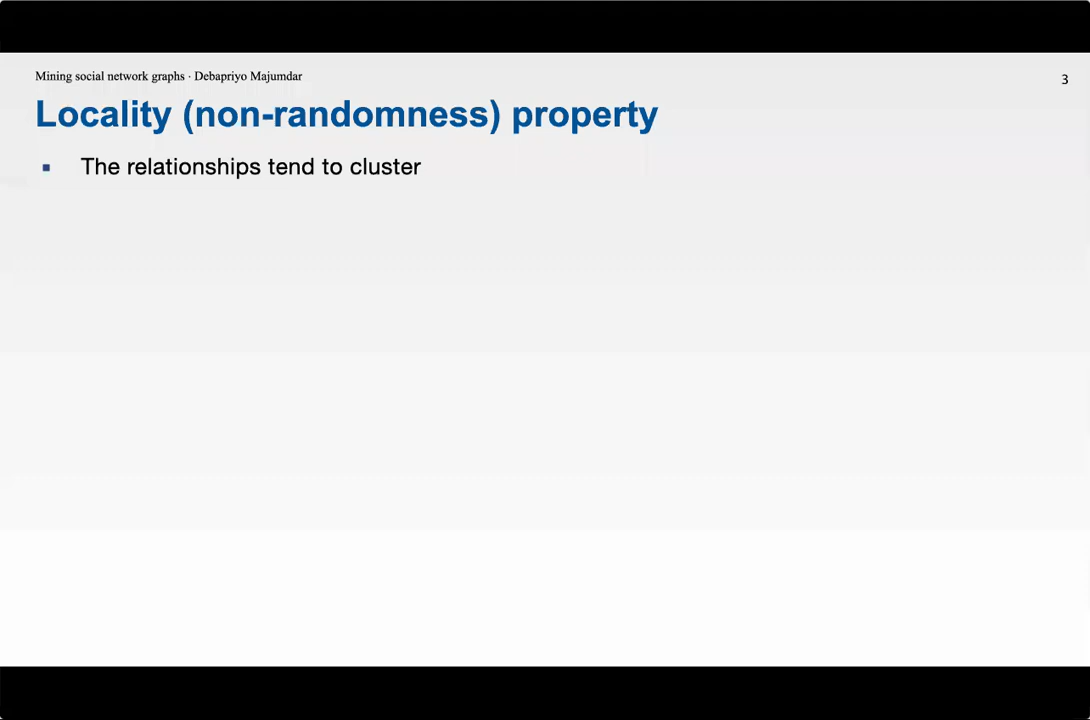 Mining social network graphs · Debapriyo Majumdar
3
Locality (non-randomness) property
▪ The relationships tend to cluster